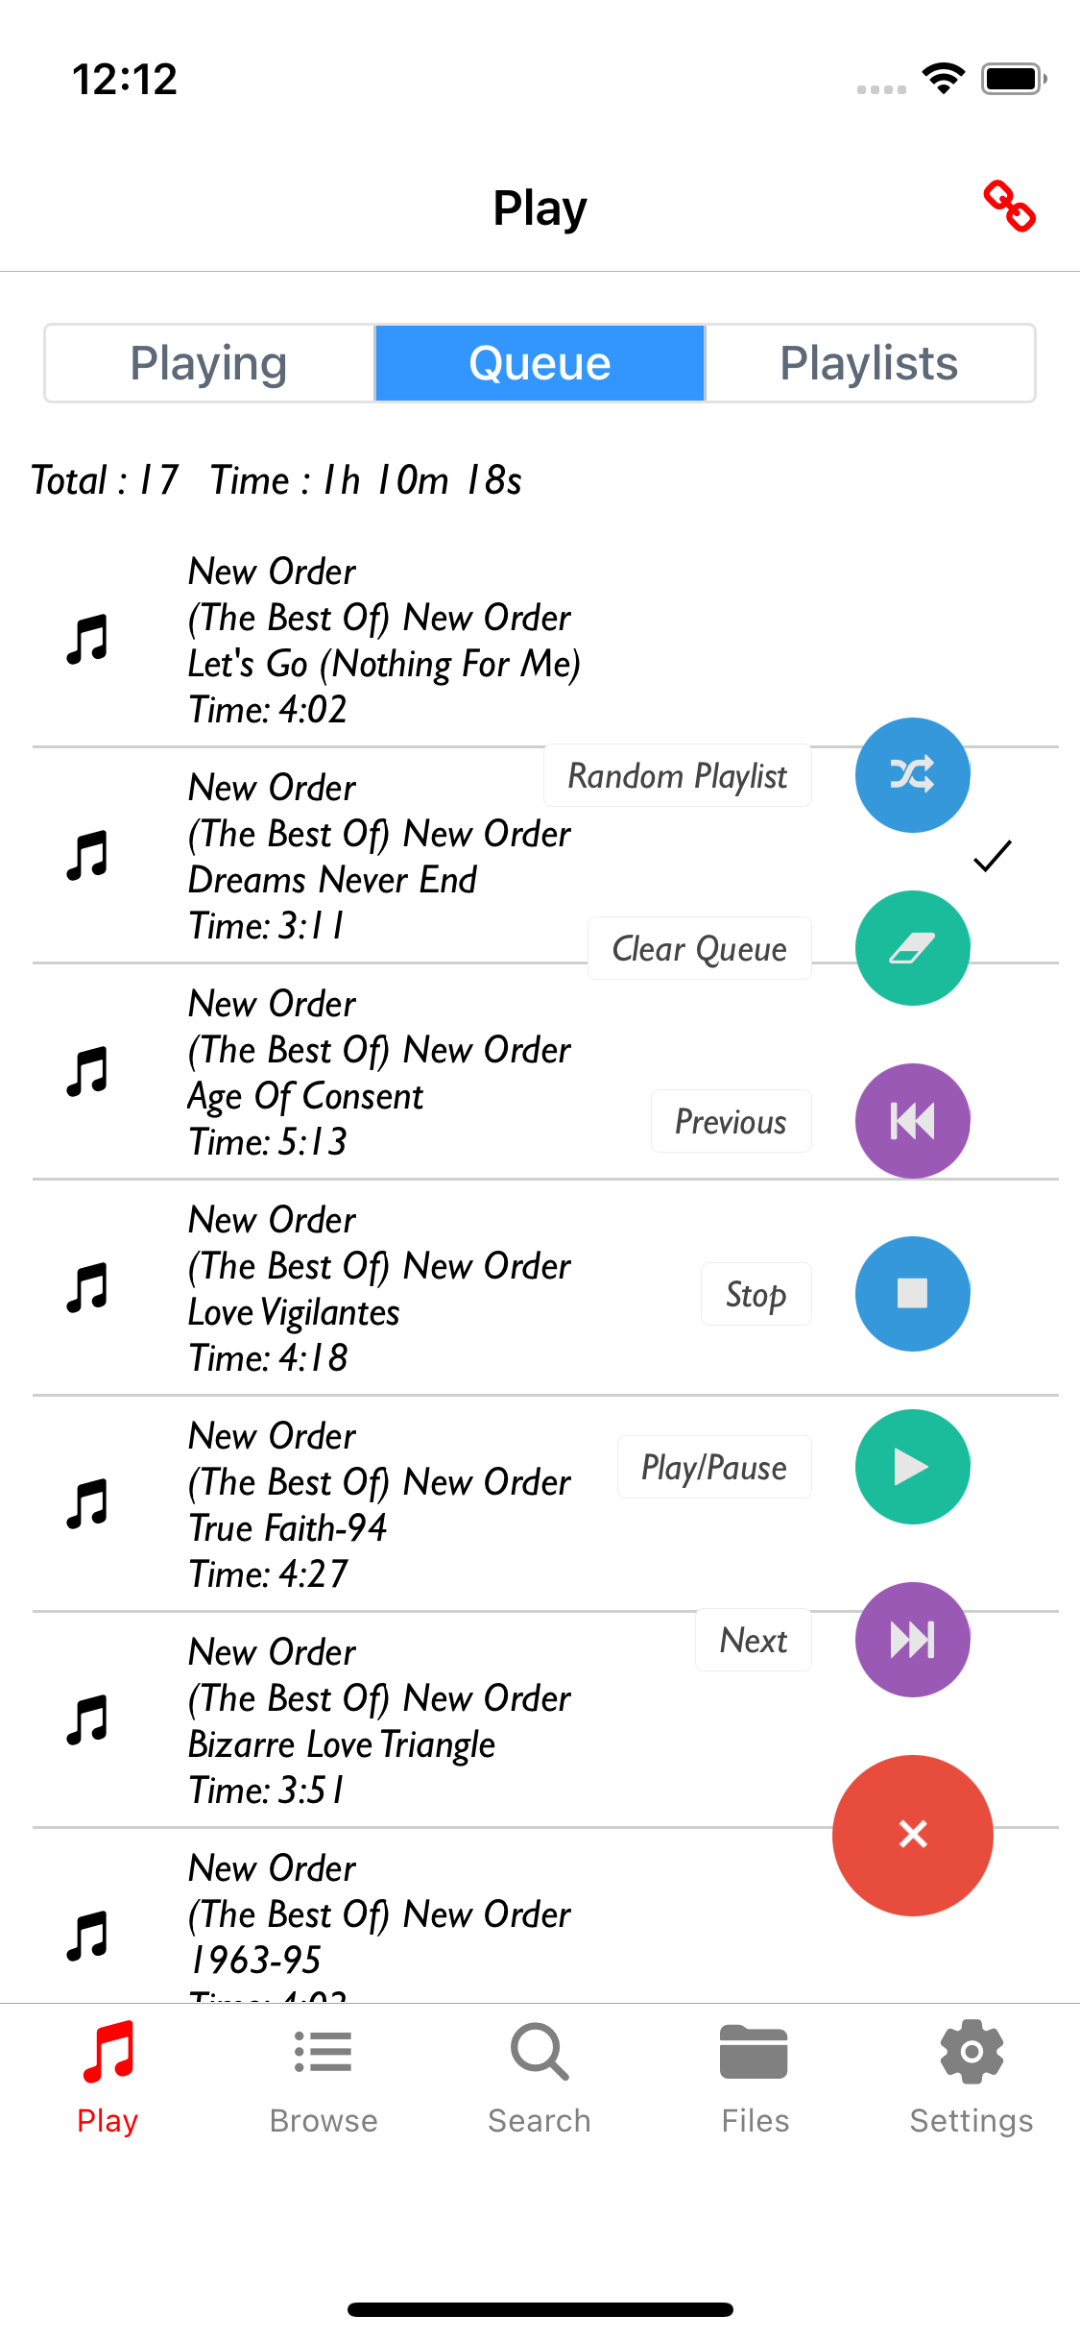 12:12
Play
Playing Queue Playlists
Total : 17 Time : 1h 10m 18s
New Order
(The Best Of) New Order
Let's Go (Nothing For Me)
Time: 4:02
Random Playlist
New Order
(The Best Of) New Order
Dreams Never End
Time: 3:11
Clear Queue
New Order
(The Best Of) New Order
Age Of Consent
Time: 5:13
Previous
New Order
(The Best Of) New Order
Love Vigilantes
Time: 4:18
Stop
New Order
(The Best Of) New Order
True Faith-94
Time: 4:27
Play/Pause
New Order
(The Best Of) New Order
Bizarre Love Triangle
Time: 3:51
Next
New Order
(The Best Of) New Order
1963-95
Time: 4:02
Play Browse Search Files Settings